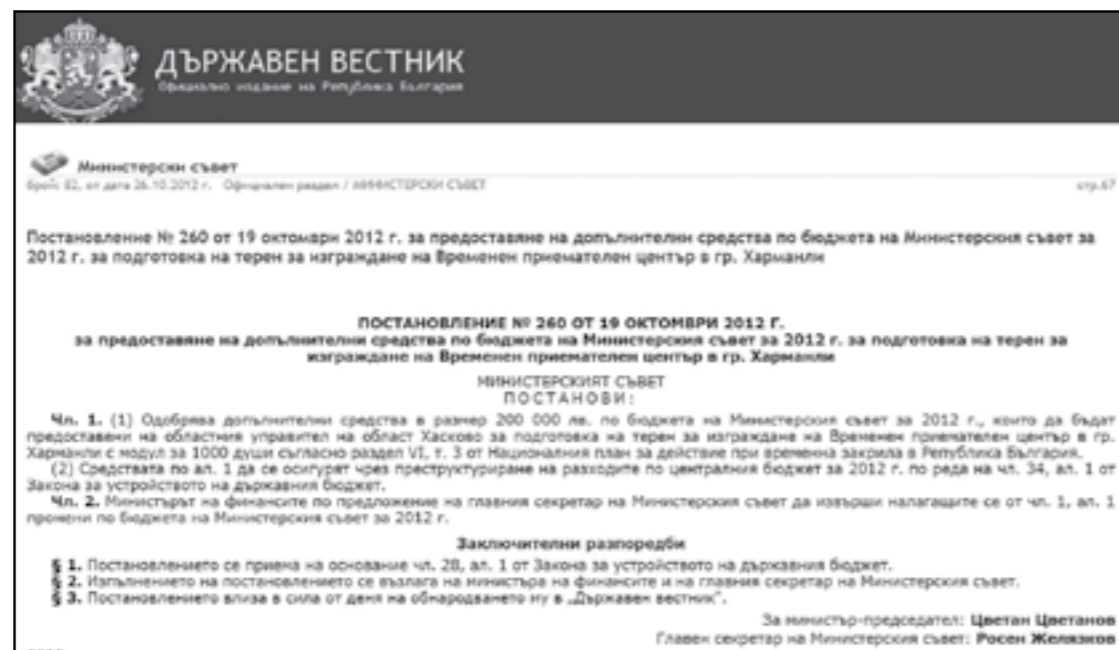 ДЪРЖАВЕН ВЕСТНИК
Официално издание на Република България
Министерски съвет
брой: 82, от дата 26.10.2012 г. Официален раздел / МИНИСТЕРСКИ СЪВЕТ стр.67
Постановление № 260 от 19 октомври 2012 г. за предоставяне на допълнителни средства по бюджета на Министерския съвет за
2012 г. за подготовка на терен за изграждане на Временен приемателен център в гр. Харманли
ПОСТАНОВЛЕНИЕ № 260 ОТ 19 ОКТОМВРИ 2012 Г.
за предоставяне на допълнителни средства по бюджета на Министерския съвет за 2012 г. за подготовка на терен за
изграждане на Временен приемателен център в гр. Харманли
МИНИСТЕРСКИЯТ СЪВЕТ
ПОСТАНОВИ:
Чл. 1. (1) Одобрява допълнителни средства в размер 200 000 лв. по бюджета на Министерския съвет за 2012 г., които да бъдат
предоставени на областния управител на област Хасково за подготовка на терен за изграждане на Временен приемателен център в гр.
Харманли с модул за 1000 души съгласно раздел VI, т. 3 от Националния план за действие при временна закрила в Република България.
(2) Средствата по ал. 1 да се осигурят чрез преструктуриране на разходите по централния бюджет за 2012 г. по реда на чл. 34, ал. 1 от
Закона за устройството на държавния бюджет.
Чл. 2. Министърът на финансите по предложение на главния секретар на Министерския съвет да извърши налагащите се от чл. 1, ал. 1
промени по бюджета на Министерския съвет за 2012 г.
Заключителни разпоредби
§ 1. Постановлението се приема на основание чл. 28, ал. 1 от Закона за устройството на държавния бюджет.
§ 2. Изпълнението на постановлението се възлага на министъра на финансите и на главния секретар на Министерския съвет.
§ 3. Постановлението влиза в сила от деня на обнародването му в „Държавен вестник".
За министър-председател: Цветан Цветанов
Главен секретар на Министерския съвет: Росен Желязков